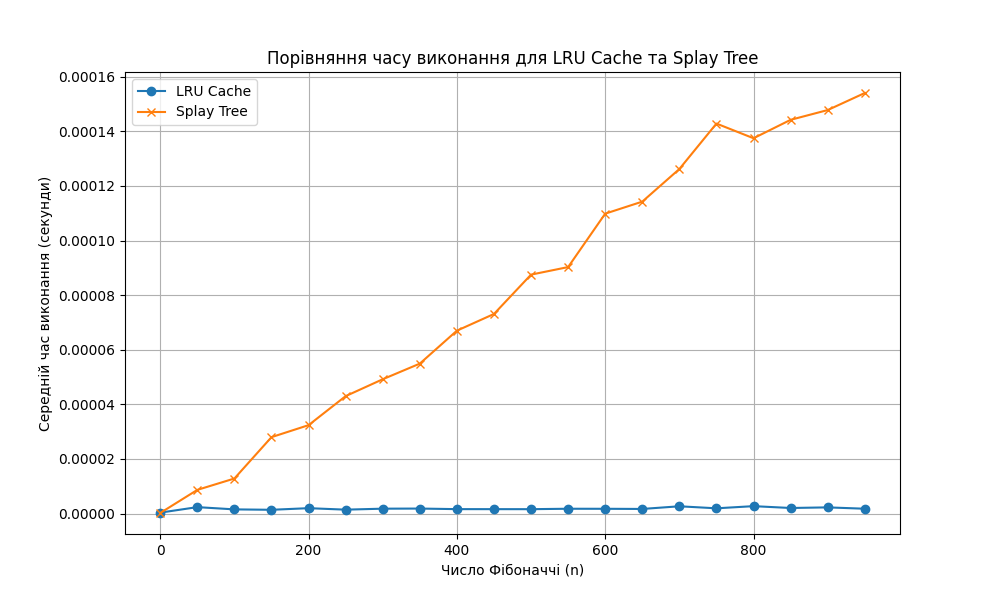 Порівняння часу виконання для LRU Cache та Splay Tree
LRU Cache
Splay Tree
Середній час виконання (секунди)
0.00016
0.00014
0.00012
0.00010
0.00008
0.00006
0.00004
0.00002
0.00000
0 200 400 600 800
Число Фібоначчі (n)